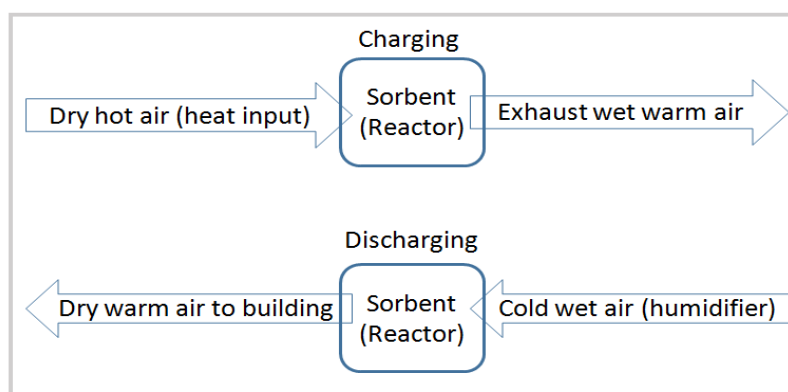 Charging
Dry hot air (heat input)
Sorbent
(Reactor)
Exhaust wet warm air
Discharging
Dry warm air to building
Sorbent
(Reactor)
Cold wet air (humidifier)